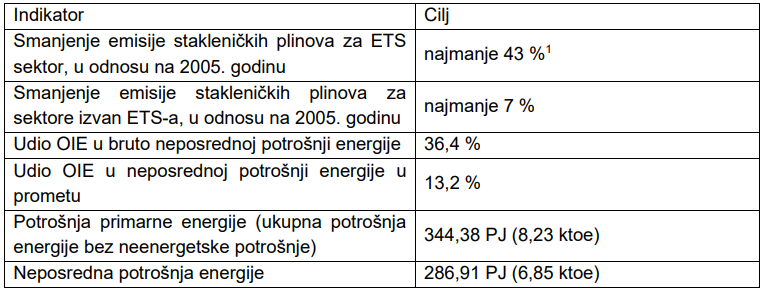 Indikator Cilj
Smanjenje emisije stakleničkih plinova za ETS
sektor, u odnosu na 2005. godinu
najmanje 43 %¹
Smanjenje emisije stakleničkih plinova za
sektore izvan ETS-a, u odnosu na 2005. godinu
najmanje 7 %
Udio OIE u bruto neposrednoj potrošnji energije 36,4 %
Udio OIE u neposrednoj potrošnji energije u
prometu
13,2 %
Potrošnja primarne energije (ukupna potrošnja
energije bez neenergetske potrošnje)
344,38 PJ (8,23 ktoe)
Neposredna potrošnja energije 286,91 PJ (6,85 ktoe)